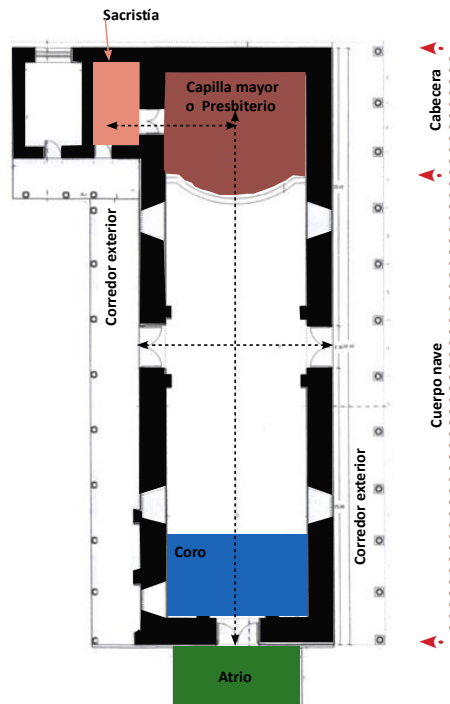 Sacristía
Capilla mayor
o Presbiterio
Cabecera
Corredor exterior
Cuerpo nave
Corredor exterior
Coro
Atrio